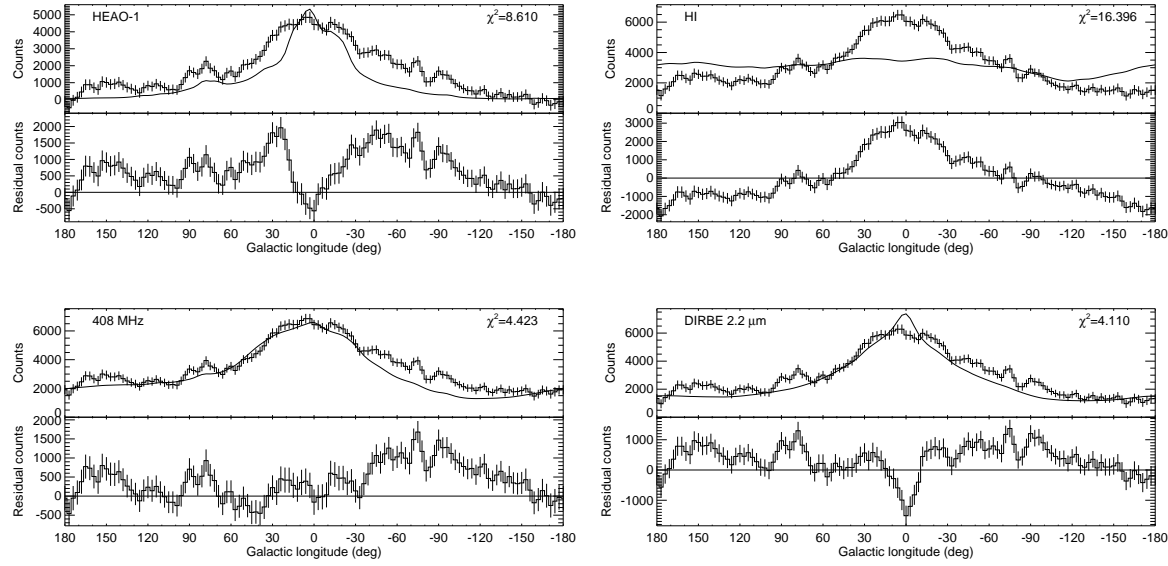 HEAO-1
χ²=8.610
5000
4000
3000
2000
1000
0
Counts
2000
1500
1000
500
0
-500
Residual counts
180 150 120 90 60 30 0 -30 -60 -90 -120 -150 -180
Galactic longitude (deg)
HI
χ²=16.396
6000
4000
2000
0
Counts
3000
2000
1000
0
-1000
-2000
Residual counts
180 150 120 90 60 30 0 -30 -60 -90 -120 -150 -180
Galactic longitude (deg)
408 MHz
χ²=4.423
6000
4000
2000
0
Counts
2000
1500
1000
500
0
-500
Residual counts
180 150 120 90 60 30 0 -30 -60 -90 -120 -150 -180
Galactic longitude (deg)
DIRBE 2.2 μm
χ²=4.110
6000
4000
2000
0
Counts
1000
0
-1000
Residual counts
180 150 120 90 60 30 0 -30 -60 -90 -120 -150 -180
Galactic longitude (deg)